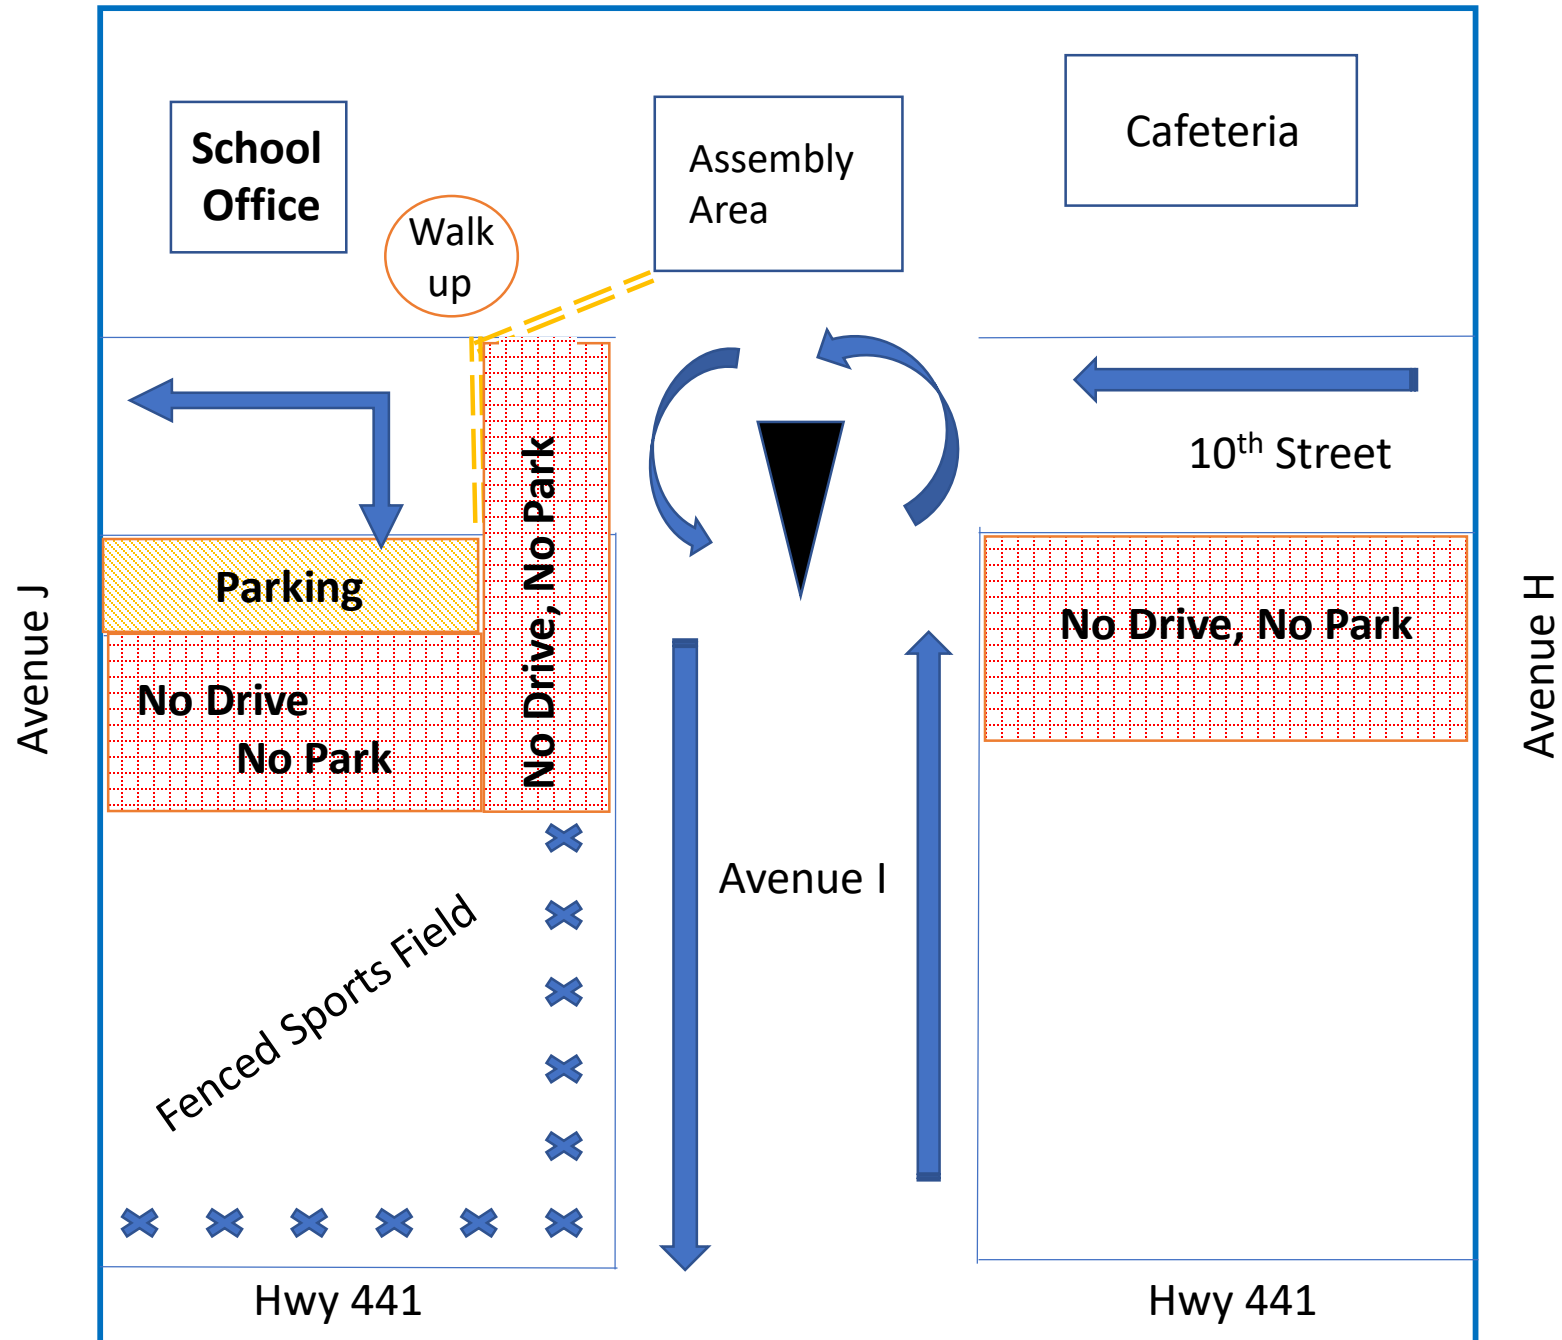 School
Office
Walk
up
Assembly
Area
Cafeteria
10th Street
Parking
No Drive
No Park
No Drive, No Park
No Drive, No Park
Avenue J
Avenue H
Avenue I
Fenced Sports Field
Hwy 441
Hwy 441